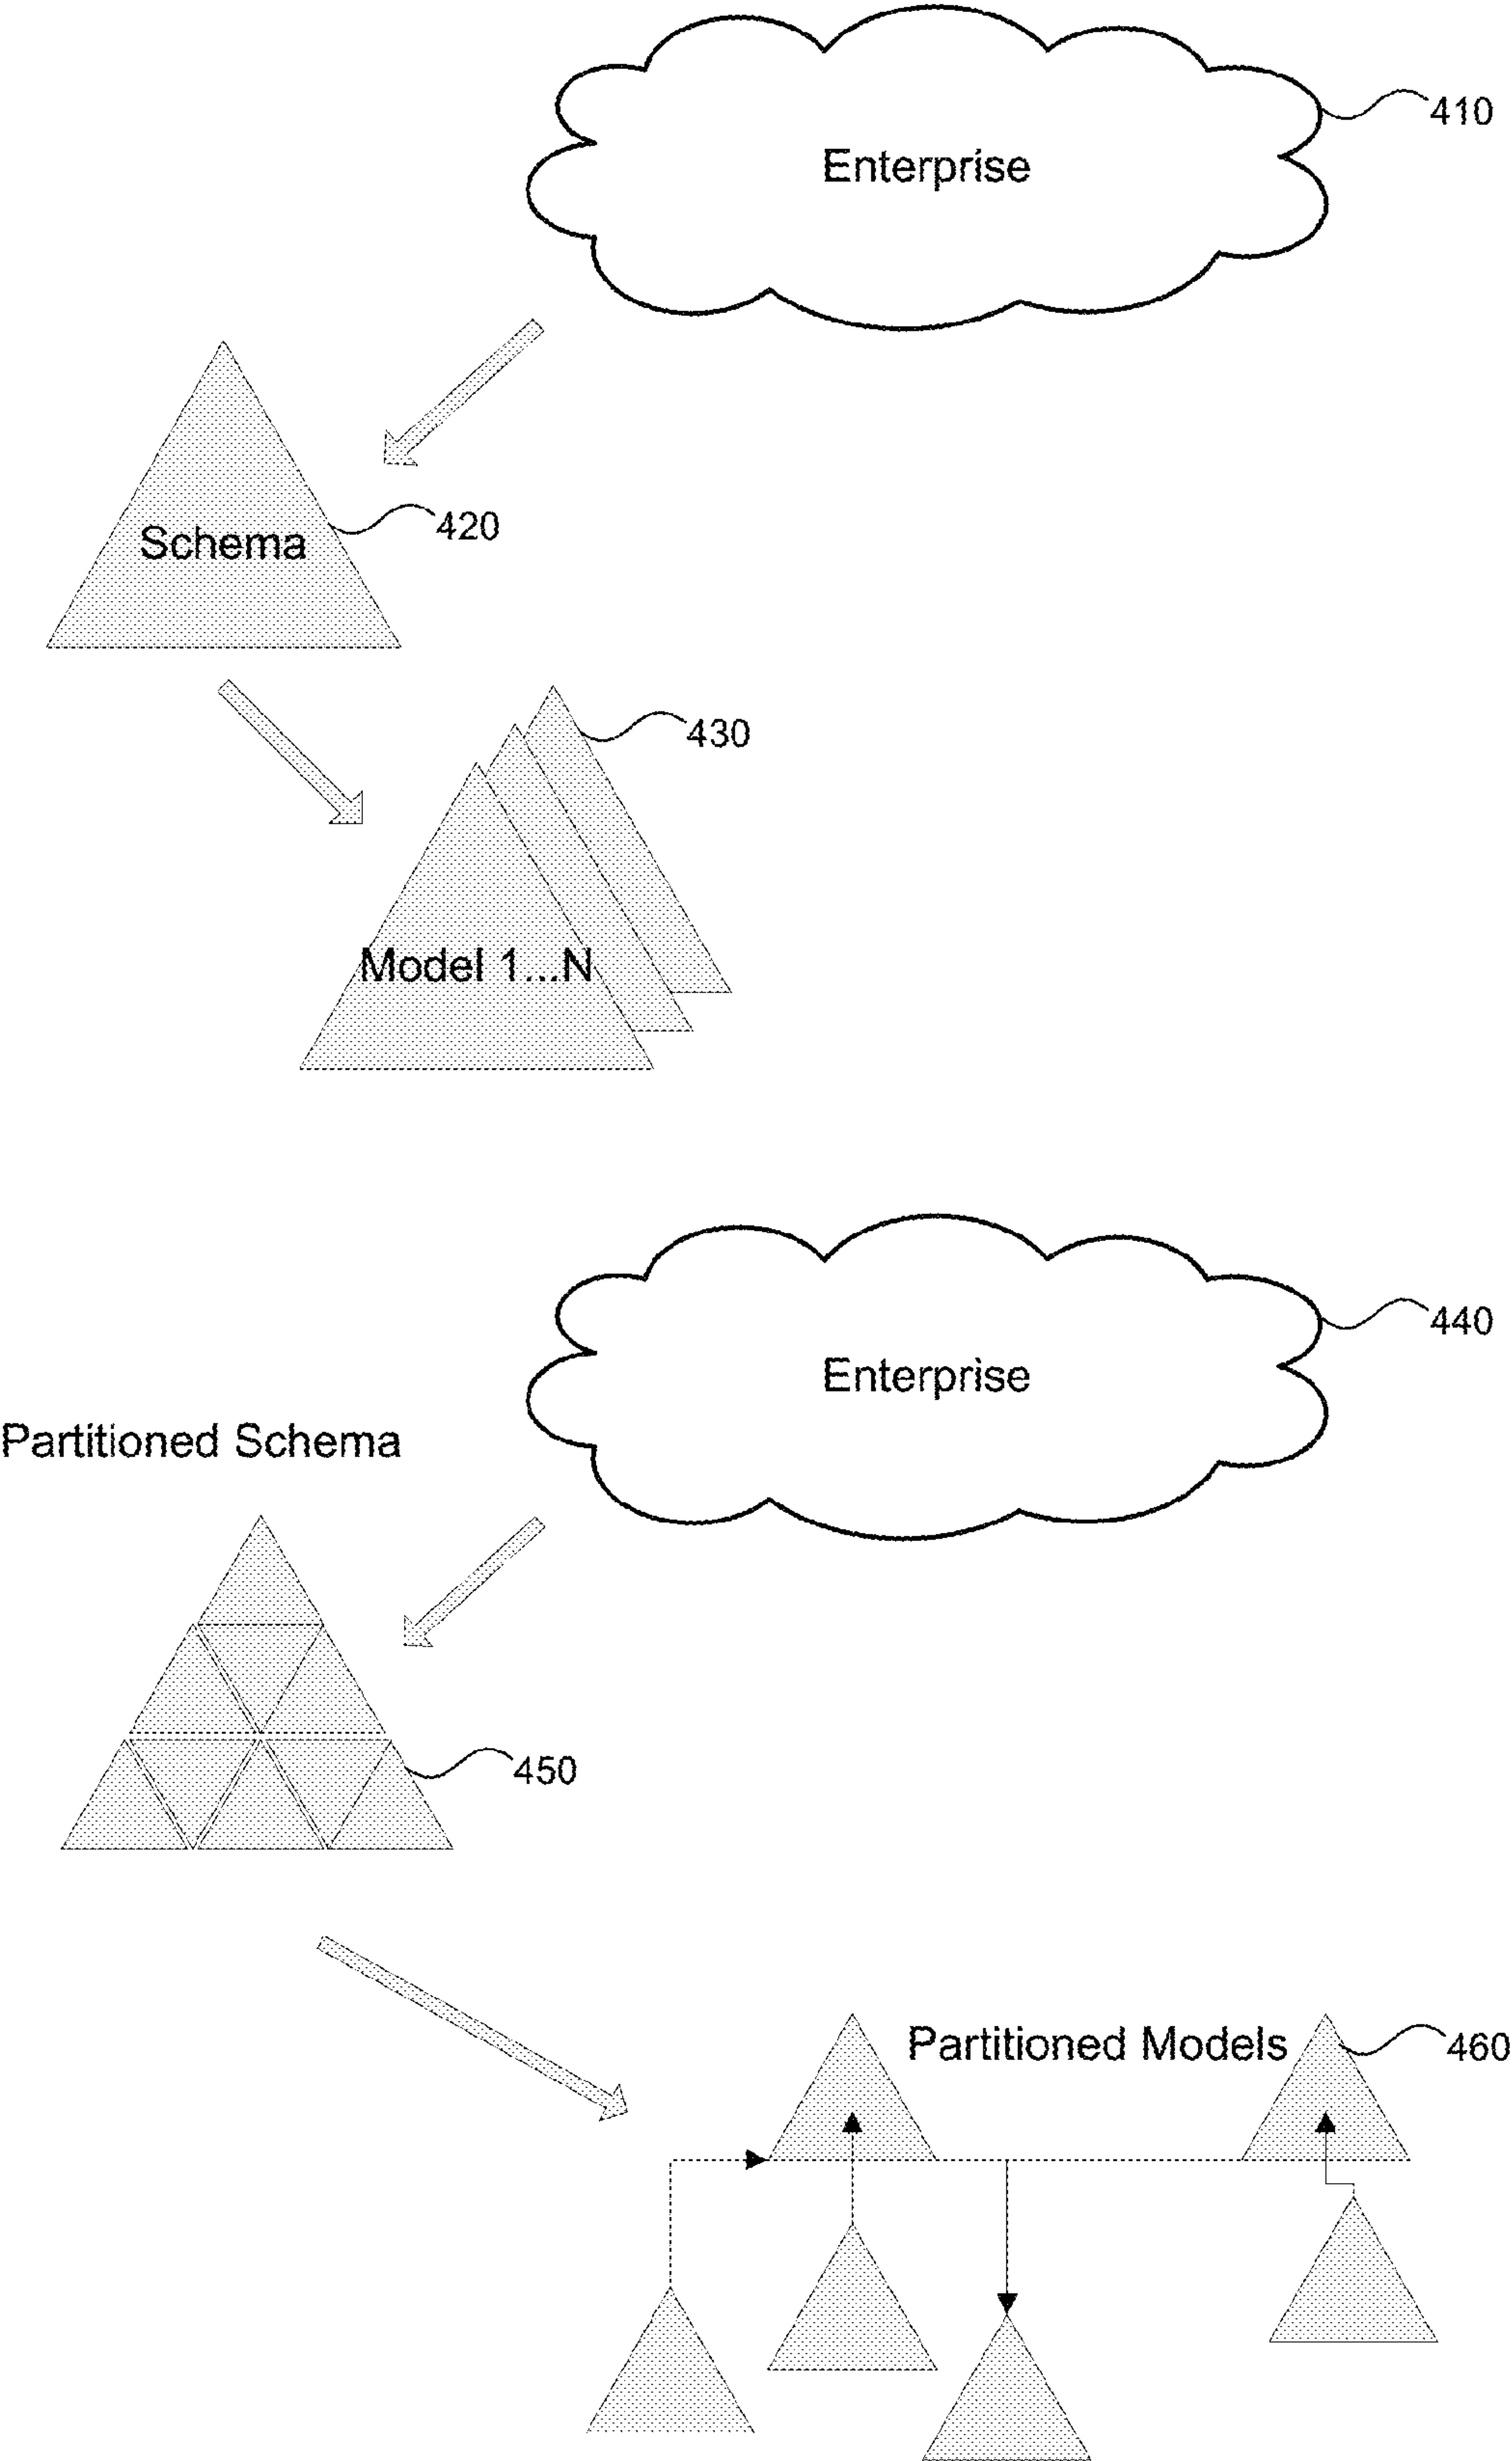 410
Enterprise
420
Schema
430
Model 1...N
440
Enterprise
Partitioned Schema
450
Partitioned Models
460